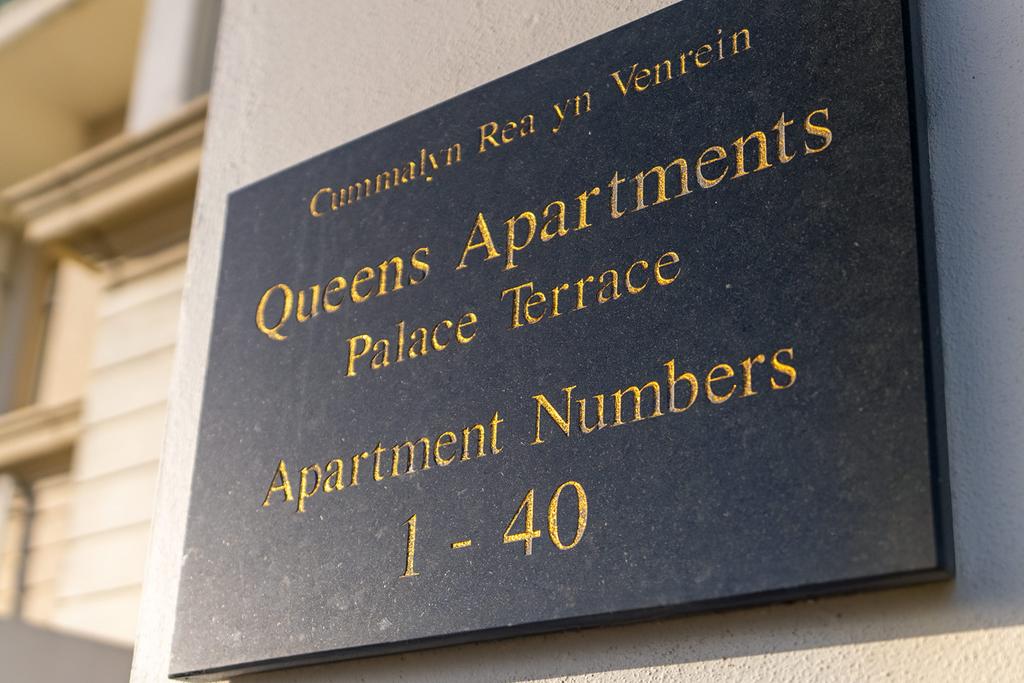 Cummalyn Rea yn Venrein
Queens Apartments
Palace Terrace
Apartment Numbers
1 - 40